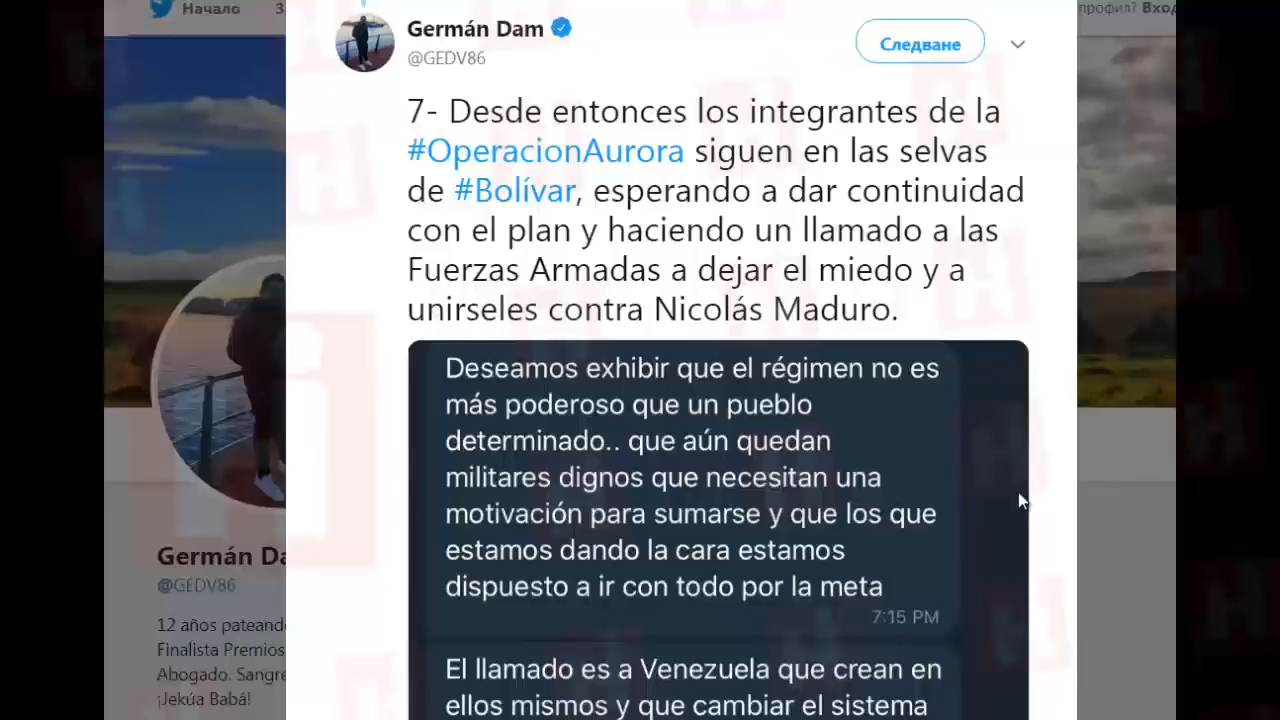 Начало
профил?
Germán Dam
@GEDV86
Следване
7- Desde entonces los integrantes de la
#OperacionAurora siguen en las selvas
de #Bolívar, esperando a dar continuidad
con el plan y haciendo un llamado a las
Fuerzas Armadas a dejar el miedo y a
unirseles contra Nicolás Maduro.
Deseamos exhibir que el régimen no es
más poderoso que un pueblo
determinado.. que aún quedan
militares dignos que necesitan una
motivación para sumarse y que los que
estamos dando la cara estamos
dispuesto a ir con todo por la meta
7:15 PM
El llamado es a Venezuela que crean en
ellos mismos y que cambiar el sistema
Germán Da
@GEDV86
12 años pateand
Finalista Premios
Abogado. Sangre
¡Jekúa Babá!